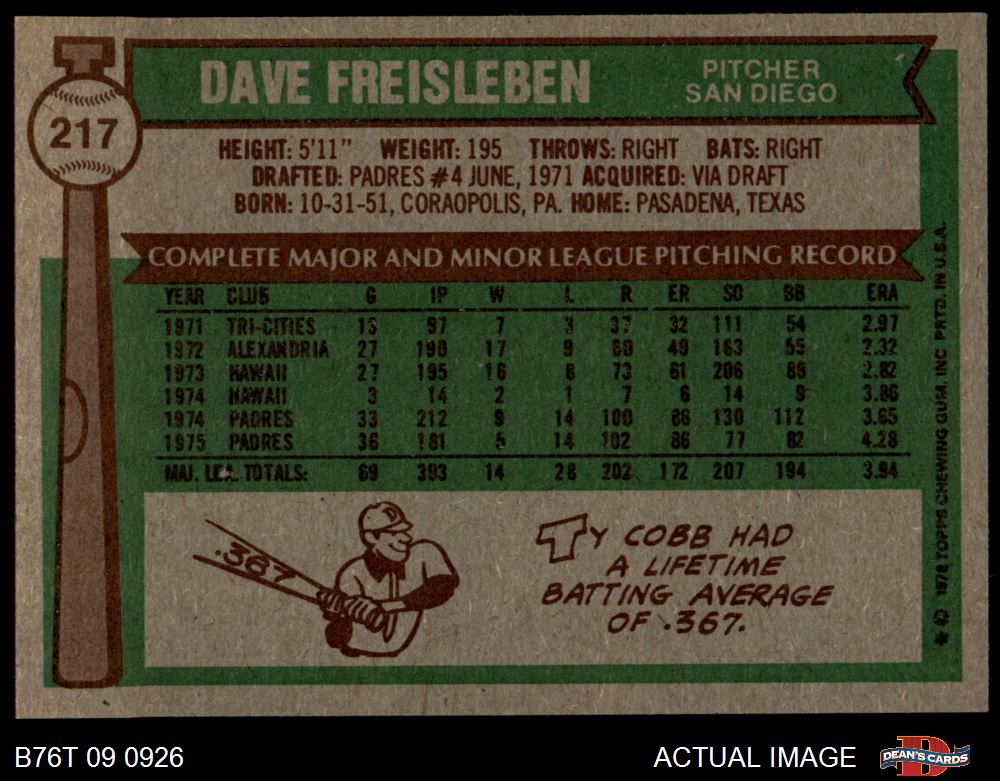 217
DAVE FREISLEBEN
PITCHER
SAN DIEGO
HEIGHT: 5'11" WEIGHT: 195 THROWS: RIGHT BATS: RIGHT
DRAFTED: PADRES #4 JUNE, 1971 ACQUIRED: VIA DRAFT
BORN: 10-31-51, CORAOPOLIS, PA. HOME: PASADENA, TEXAS
COMPLETE MAJOR AND MINOR LEAGUE PITCHING RECORD
YEAR CLUB G IP W L R ER SO BB ERA
1971 TRI-CITIES 13 97 7 3 37 32 111 54 2.97
1972 ALEXANDRIA 27 190 17 9 60 49 163 55 2.32
1973 HAWAII 27 195 16 8 73 61 206 89 2.82
1974 HAWAII 3 14 2 1 7 6 14 9 3.86
1974 PADRES 33 212 9 14 100 86 130 112 3.65
1975 PADRES 36 181 5 14 102 86 77 82 4.28
MAJ. LEA. TOTALS: 69 393 14 28 202 172 207 194 3.94
.367
TY COBB HAD
A LIFETIME
BATTING AVERAGE
OF .367.
* © 1976 TOPPS CHEWING GUM, INC PRTD. IN U.S.A.
B76T 09 0926
ACTUAL IMAGE
DEAN'S CARDS